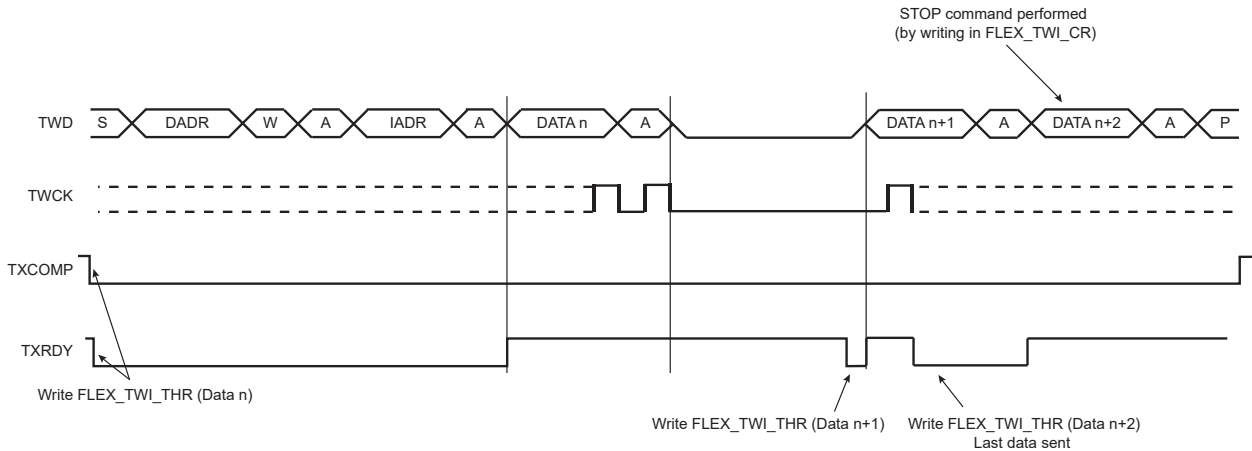 STOP command performed
(by writing in FLEX_TWI_CR)
TWD S DADR W A IADR A DATA n A DATA n+1 A DATA n+2 A P
TWCK
TXCOMP
TXRDY
Write FLEX_TWI_THR (Data n)
Write FLEX_TWI_THR (Data n+1) Write FLEX_TWI_THR (Data n+2)
Last data sent